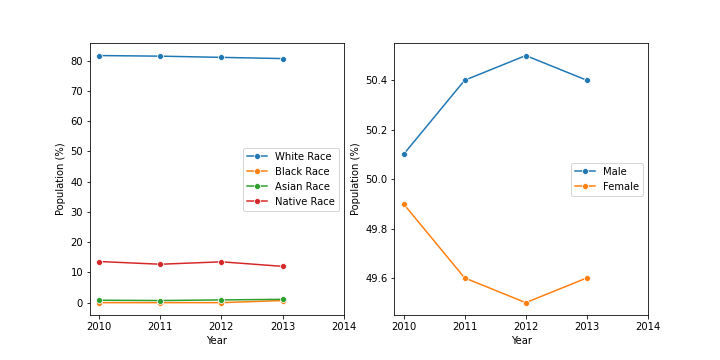 80
70
60
50
40
30
20
10
0
Population (%)
2010 2011 2012 2013 2014
Year
White Race
Black Race
Asian Race
Native Race
50.4
50.2
50.0
49.8
49.6
Population (%)
2010 2011 2012 2013 2014
Year
Male
Female